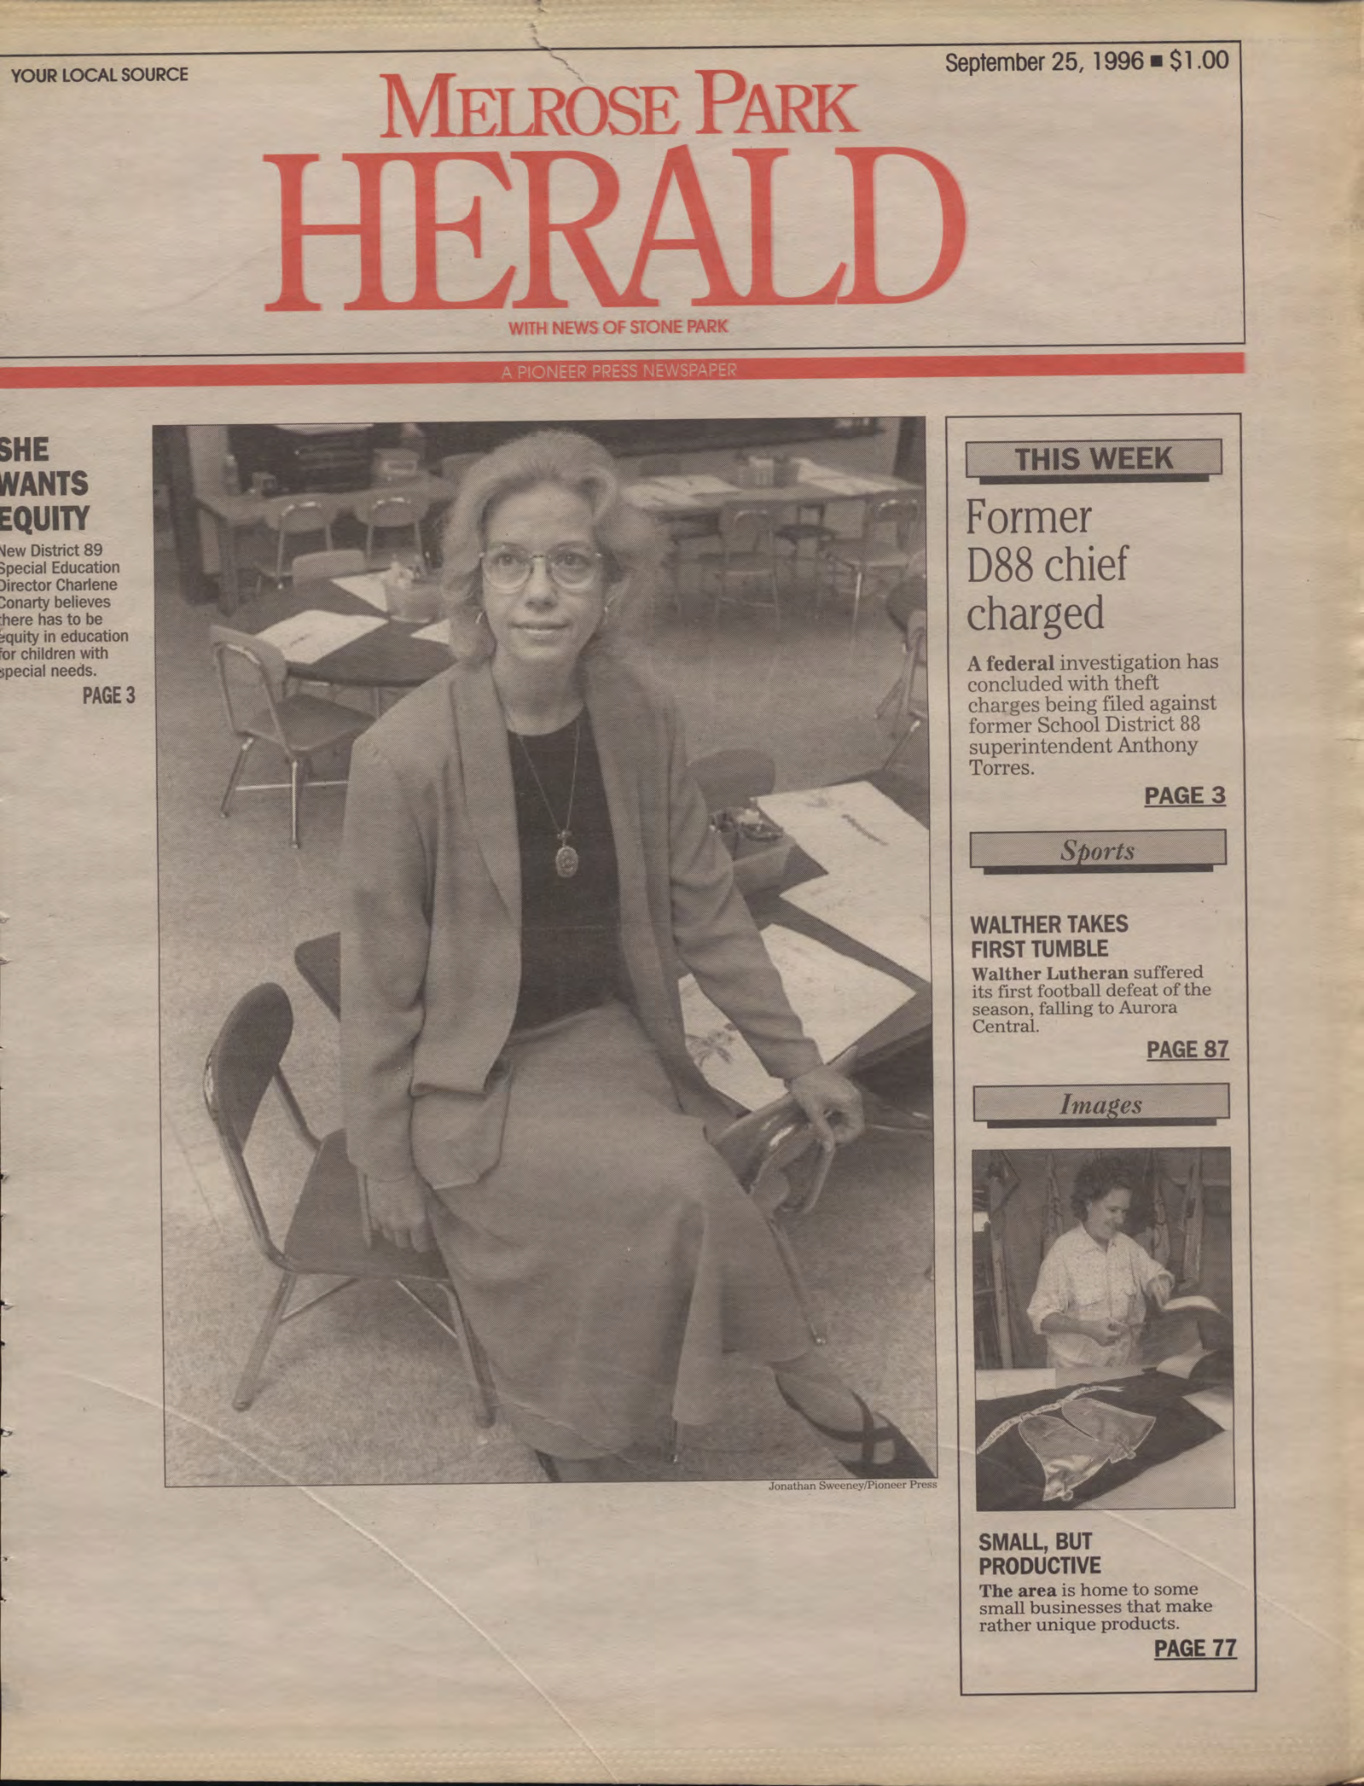 YOUR LOCAL SOURCE
September 25, 1996 ■ $1.00
MELROSE PARK
HERALD
WITH NEWS OF STONE PARK
A PIONEER PRESS NEWSPAPER
SHE
WANTS
EQUITY
New District 89
Special Education
Director Charlene
Conarty believes
there has to be
equity in education
for children with
special needs.
PAGE 3
Jonathan Sweeney/Pioneer Press
THIS WEEK
Former
D88 chief
charged
A federal investigation has
concluded with theft
charges being filed against
former School District 88
superintendent Anthony
Torres.
PAGE 3
Sports
WALTHER TAKES
FIRST TUMBLE
Walther Lutheran suffered
its first football defeat of the
season, falling to Aurora
Central.
PAGE 87
Images
SMALL, BUT
PRODUCTIVE
The area is home to some
small businesses that make
rather unique products.
PAGE 77